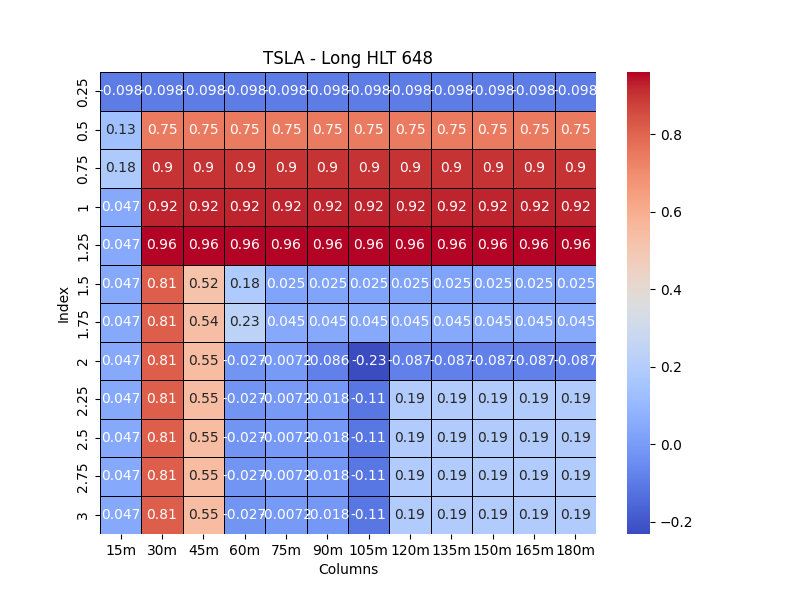 TSLA - Long HLT 648
0.25 -0.098 -0.098 -0.098 -0.098 -0.098 -0.098 -0.098 -0.098 -0.098 -0.098 -0.098 -0.098
0.5 0.13 0.75 0.75 0.75 0.75 0.75 0.75 0.75 0.75 0.75 0.75 0.75
0.75 0.18 0.9 0.9 0.9 0.9 0.9 0.9 0.9 0.9 0.9 0.9 0.9
1 0.047 0.92 0.92 0.92 0.92 0.92 0.92 0.92 0.92 0.92 0.92 0.92
1.25 0.047 0.96 0.96 0.96 0.96 0.96 0.96 0.96 0.96 0.96 0.96 0.96
1.5 0.047 0.81 0.52 0.18 0.025 0.025 0.025 0.025 0.025 0.025 0.025 0.025
1.75 0.047 0.81 0.54 0.23 0.045 0.045 0.045 0.045 0.045 0.045 0.045 0.045
2 0.047 0.81 0.55 -0.027 -0.0072 -0.086 -0.23 -0.087 -0.087 -0.087 -0.087 -0.087
2.25 0.047 0.81 0.55 -0.027 -0.0072 -0.018 -0.11 0.19 0.19 0.19 0.19 0.19
2.5 0.047 0.81 0.55 -0.027 -0.0072 -0.018 -0.11 0.19 0.19 0.19 0.19 0.19
2.75 0.047 0.81 0.55 -0.027 -0.0072 -0.018 -0.11 0.19 0.19 0.19 0.19 0.19
3 0.047 0.81 0.55 -0.027 -0.0072 -0.018 -0.11 0.19 0.19 0.19 0.19 0.19
15m 30m 45m 60m 75m 90m 105m 120m 135m 150m 165m 180m
Columns
Index
0.8
0.6
0.4
0.2
0.0
−0.2